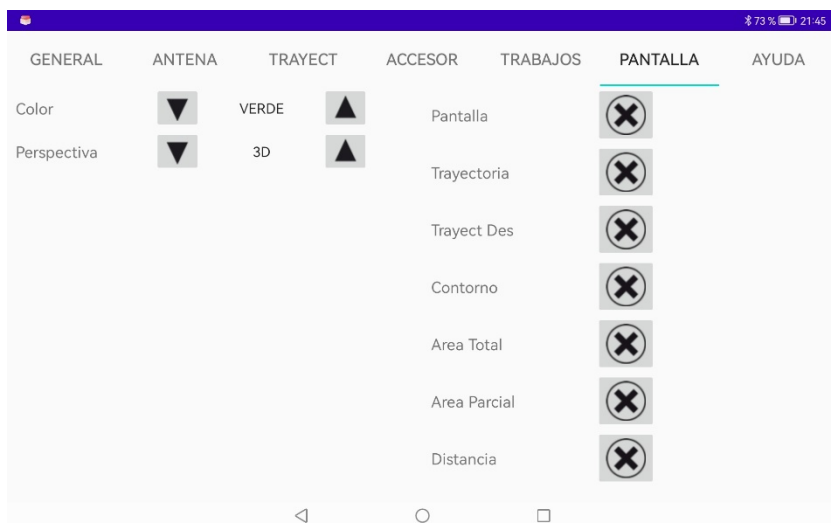 73 % 21:45
GENERAL ANTENA TRAYECT ACCESOR TRABAJOS PANTALLA AYUDA
Color VERDE
Perspectiva 3D
Pantalla
Trayectoria
Trayect Des
Contorno
Area Total
Area Parcial
Distancia